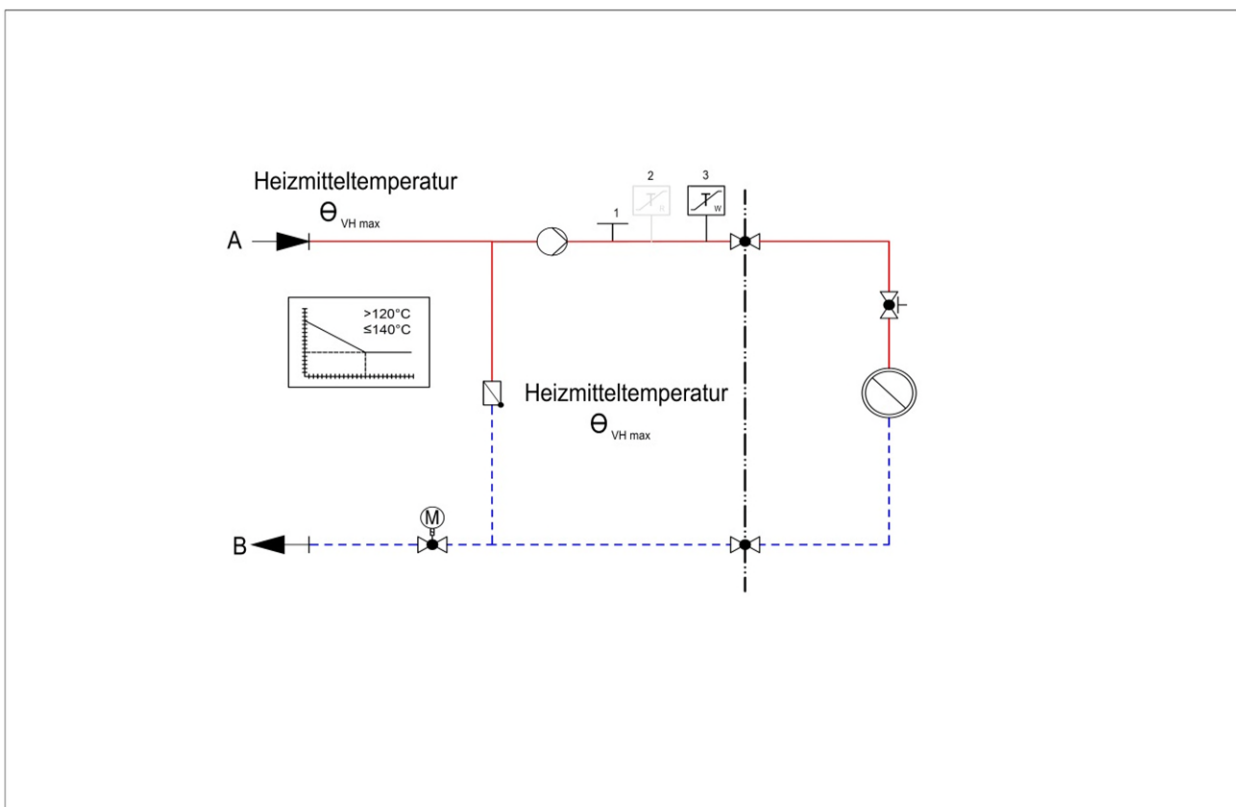 Heizmitteltemperatur
ϴ VH max
A
1
2
T
R
3
T
W
>120°C
≤140°C
Heizmitteltemperatur
ϴ VH max
M
B